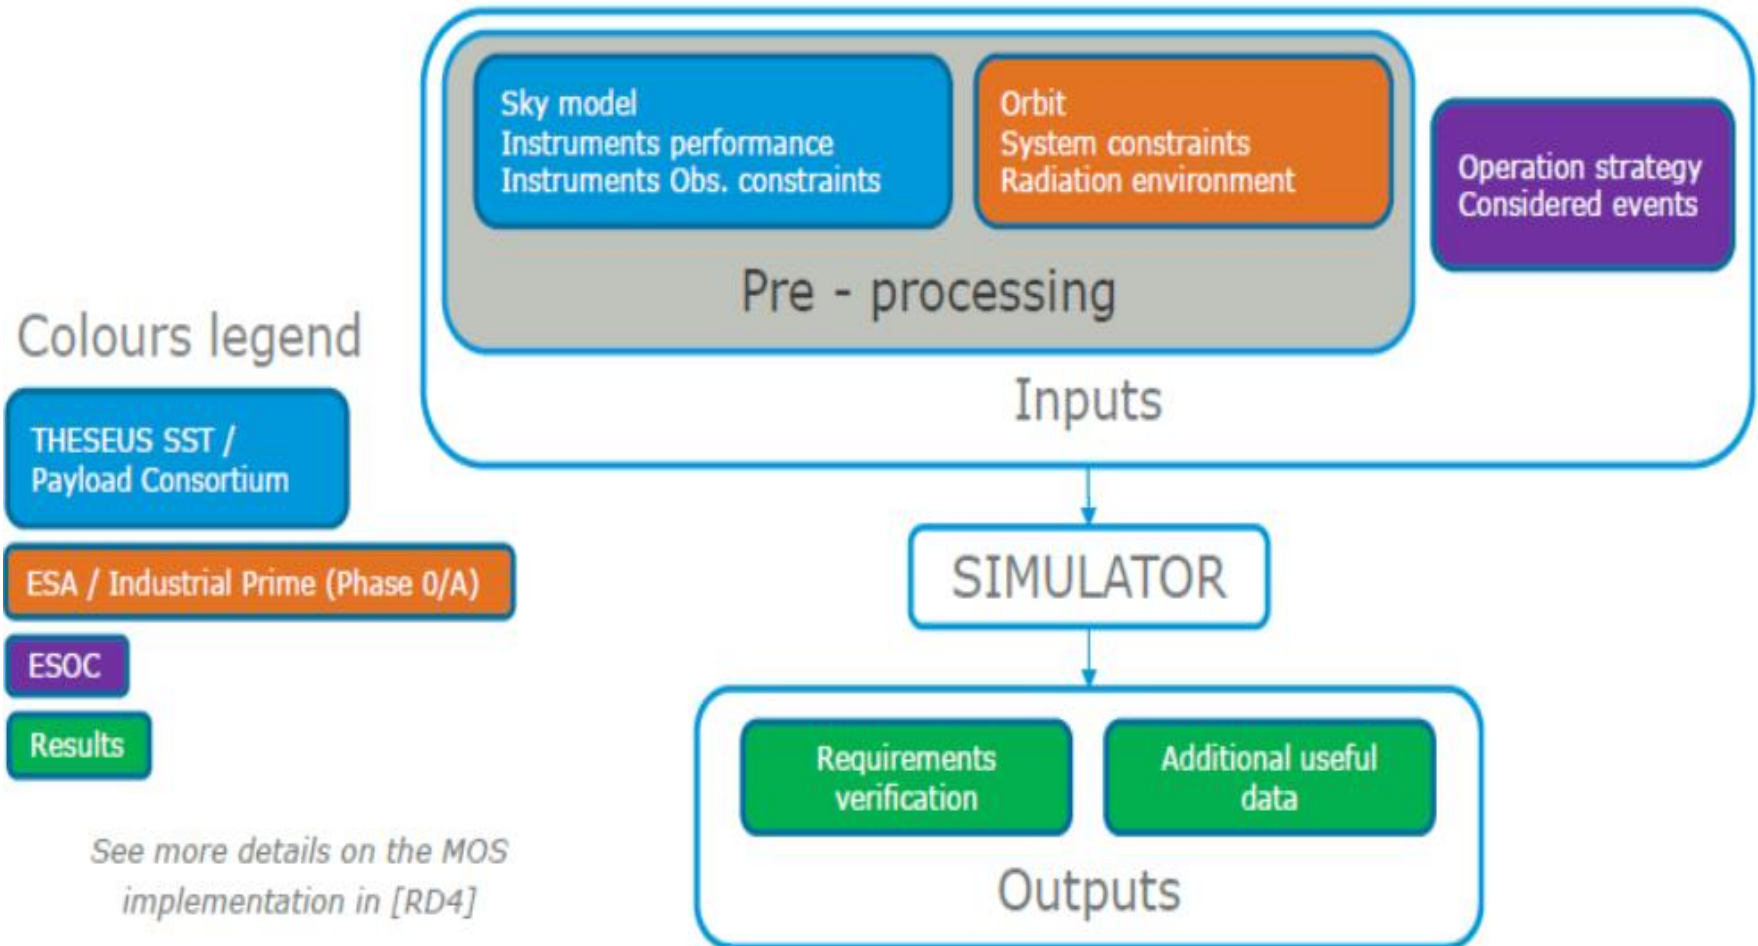 Sky model
Instruments performance
Instruments Obs. constraints
Orbit
System constraints
Radiation environment
Operation strategy
Considered events
Pre - processing
Inputs
Colours legend
THESEUS SST /
Payload Consortium
ESA / Industrial Prime (Phase 0/A)
ESOC
Results
See more details on the MOS
implementation in [RD4]
SIMULATOR
Requirements
verification
Additional useful
data
Outputs